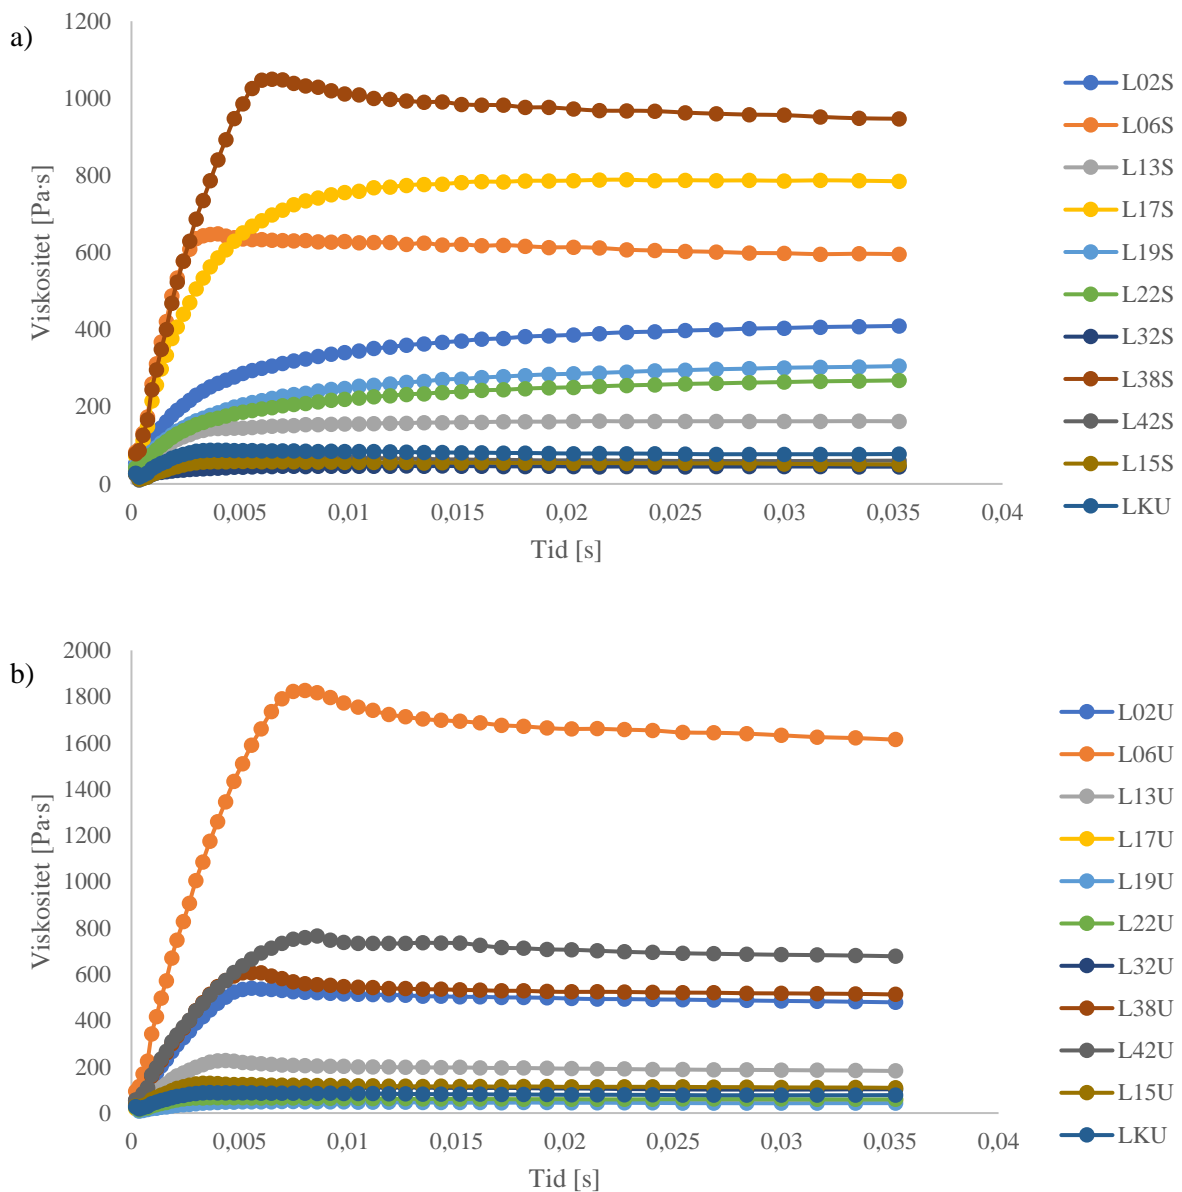 a)
1200
1000
800
600
400
200
0
Viskositet [Pa·s]
0 0,005 0,01 0,015 0,02 0,025 0,03 0,035 0,04
Tid [s]
L02S
L06S
L13S
L17S
L19S
L22S
L32S
L38S
L42S
L15S
LKU
b)
2000
1800
1600
1400
1200
1000
800
600
400
200
0
Viskositet [Pa·s]
0 0,005 0,01 0,015 0,02 0,025 0,03 0,035 0,04
Tid [s]
L02U
L06U
L13U
L17U
L19U
L22U
L32U
L38U
L42U
L15U
LKU